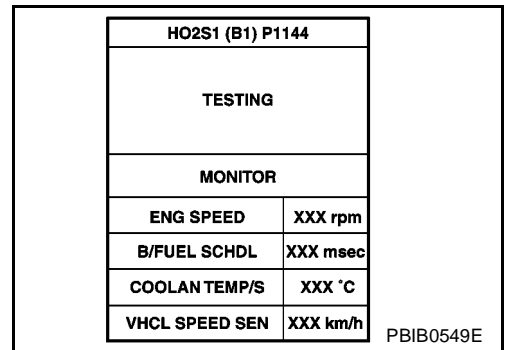 HO2S1 (B1) P1144
TESTING
MONITOR
ENG SPEED XXX rpm
B/FUEL SCHDL XXX msec
COOLAN TEMP/S XXX °C
VHCL SPEED SEN XXX km/h
PBIB0549E